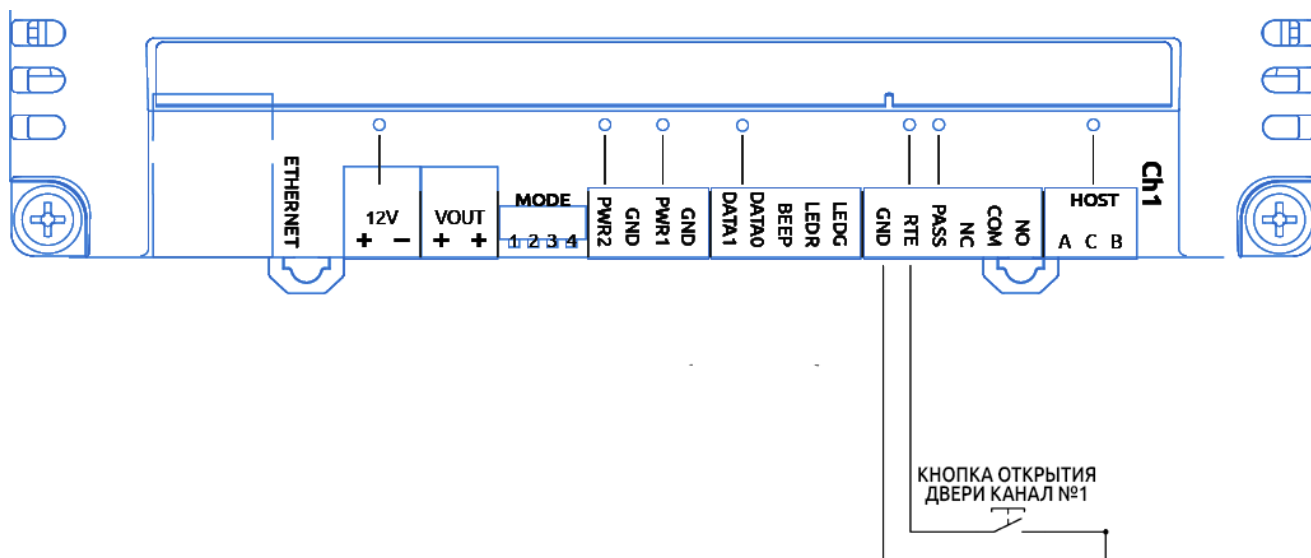 ETHERNET
12V
+ -
VOUT
+ +
MODE
1 2 3 4
PWR2
GND
PWR1
GND
DATA1
DATA0
BEEP
LEDR
LEDG
GND
RTE
PASS
NC
COM
NO
HOST
A C B
Ch1
КНОПКА ОТКРЫТИЯ
ДВЕРИ КАНАЛ №1